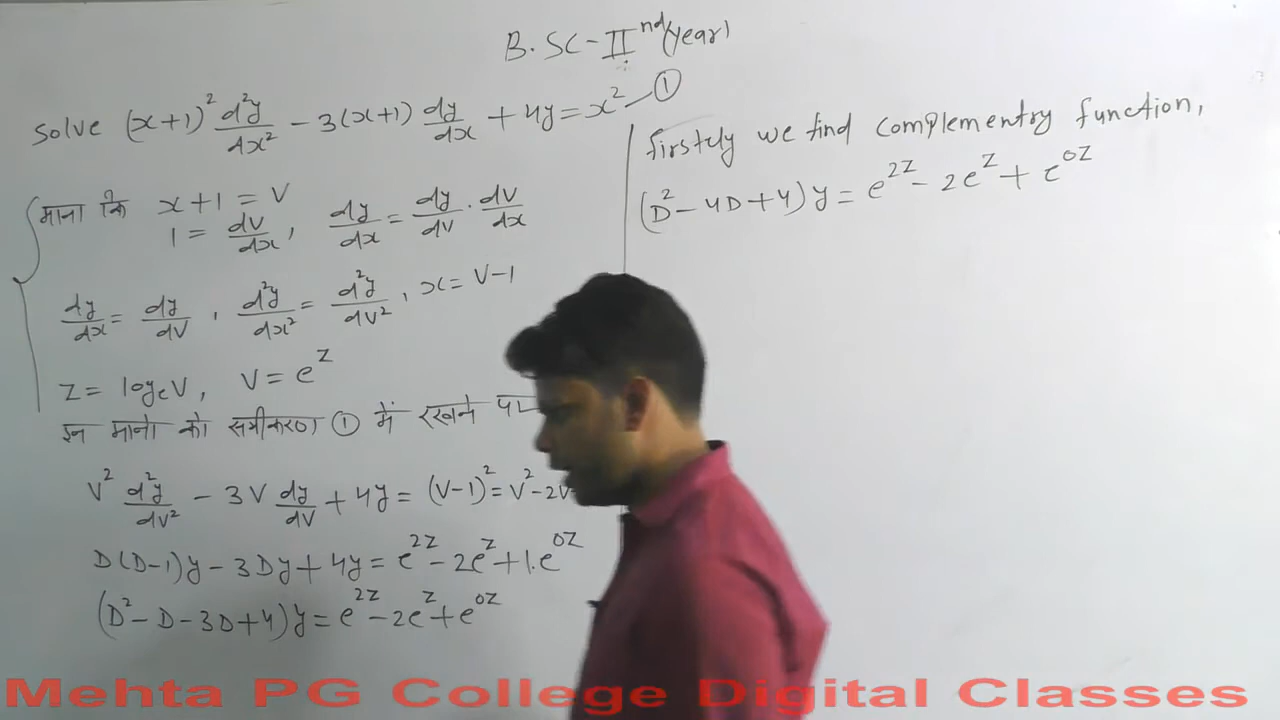 B.SC-IInd(year)
Solve (x+1)² d²y/dx² - 3(x+1) dy/dx + 4y = x² — ①
माना कि x+1 = V
1 = dV/dx, dy/dx = dy/dV . dV/dx
dy/dx = dy/dV , d²y/dx² = d²y/dV² , x = V-1
Z = logₑV, V = e^Z
इन मानो को समीकरण ① में रखने पर
V² d²y/dV² - 3V dy/dV + 4y = (V-1)² = V² - 2V
D(D-1)y - 3Dy + 4y = e^2Z - 2e^Z + 1.e^0Z
(D² - D - 3D + 4)y = e^2Z - 2e^Z + e^0Z
firstely we find complementry function,
(D² - 4D + 4)y = e^2Z - 2e^Z + e^0Z
Mehta PG College Digital Classes